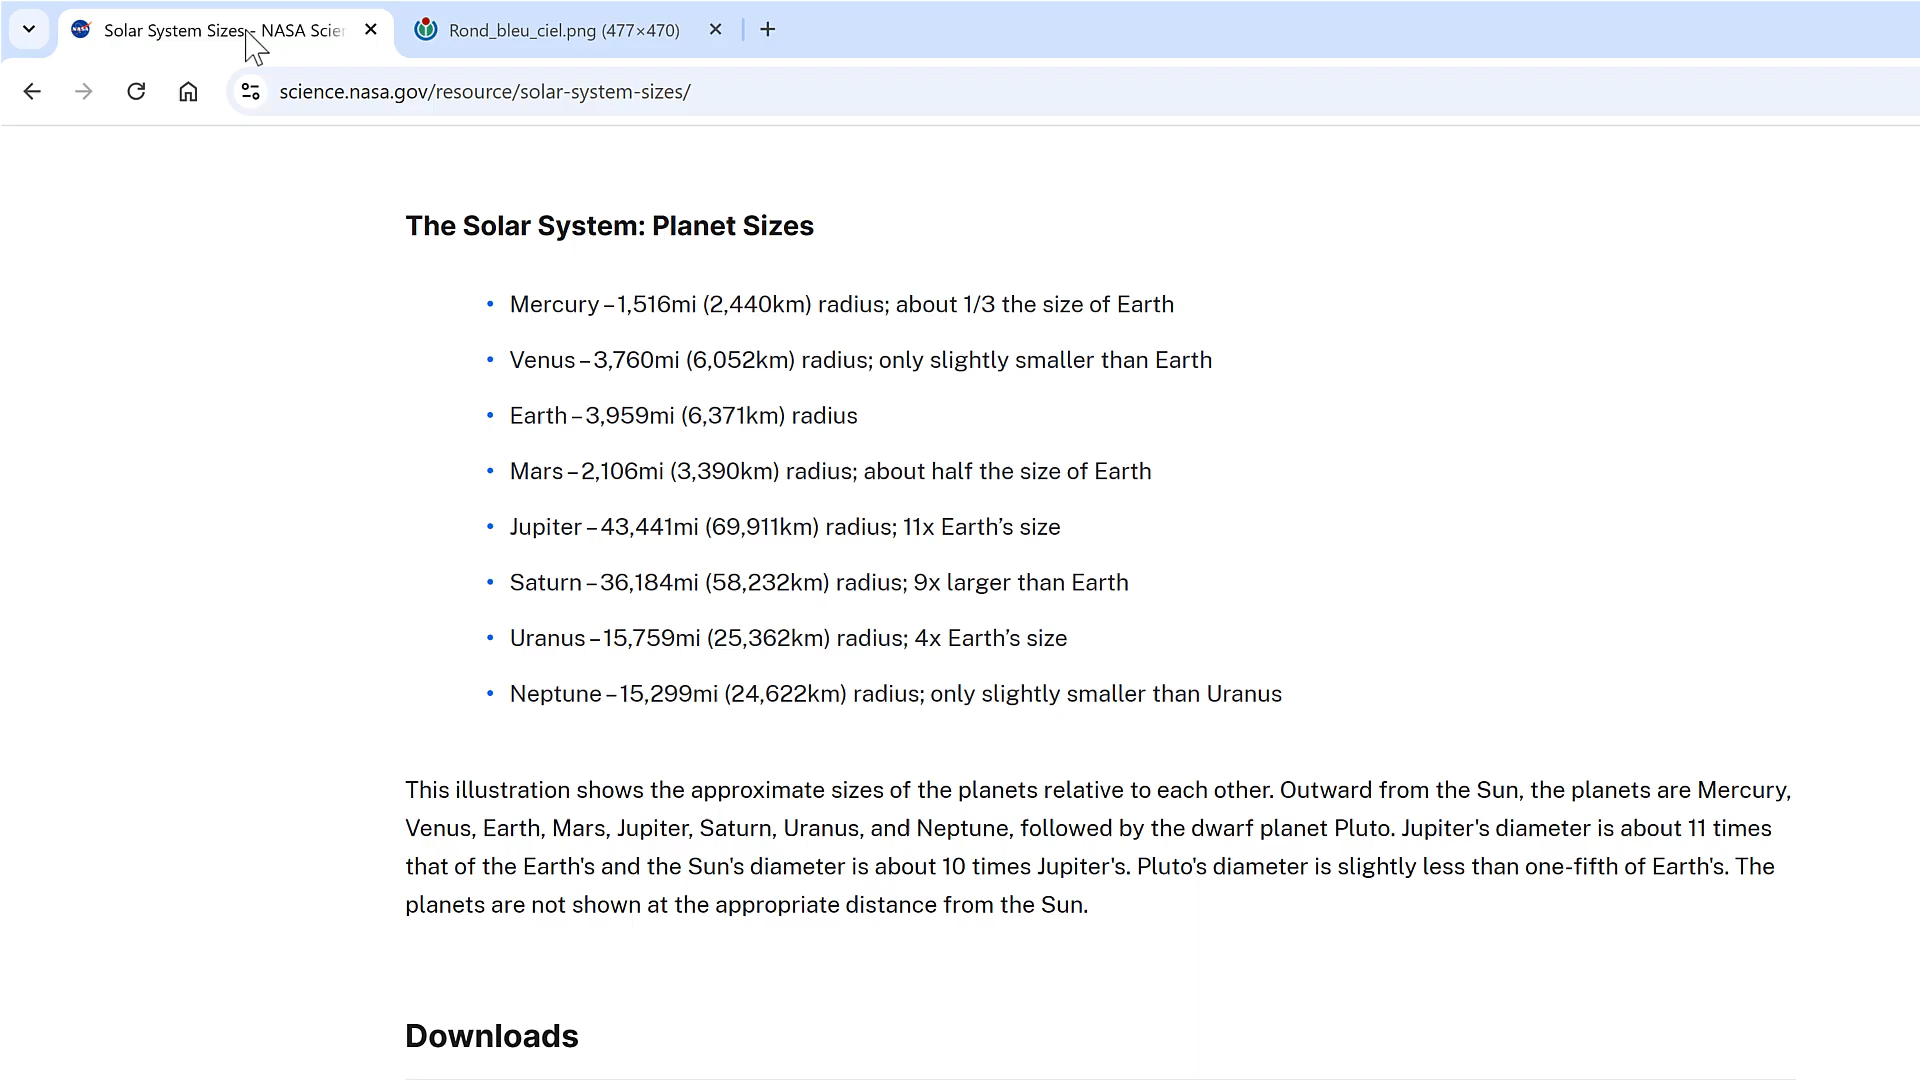 Solar System Sizes - NASA Scien
Rond_bleu_ciel.png (477×470)
science.nasa.gov/resource/solar-system-sizes/
The Solar System: Planet Sizes
• Mercury – 1,516mi (2,440km) radius; about 1/3 the size of Earth
• Venus – 3,760mi (6,052km) radius; only slightly smaller than Earth
• Earth – 3,959mi (6,371km) radius
• Mars – 2,106mi (3,390km) radius; about half the size of Earth
• Jupiter – 43,441mi (69,911km) radius; 11x Earth’s size
• Saturn – 36,184mi (58,232km) radius; 9x larger than Earth
• Uranus – 15,759mi (25,362km) radius; 4x Earth’s size
• Neptune – 15,299mi (24,622km) radius; only slightly smaller than Uranus
This illustration shows the approximate sizes of the planets relative to each other. Outward from the Sun, the planets are Mercury,
Venus, Earth, Mars, Jupiter, Saturn, Uranus, and Neptune, followed by the dwarf planet Pluto. Jupiter's diameter is about 11 times
that of the Earth's and the Sun's diameter is about 10 times Jupiter's. Pluto's diameter is slightly less than one-fifth of Earth's. The
planets are not shown at the appropriate distance from the Sun.
Downloads